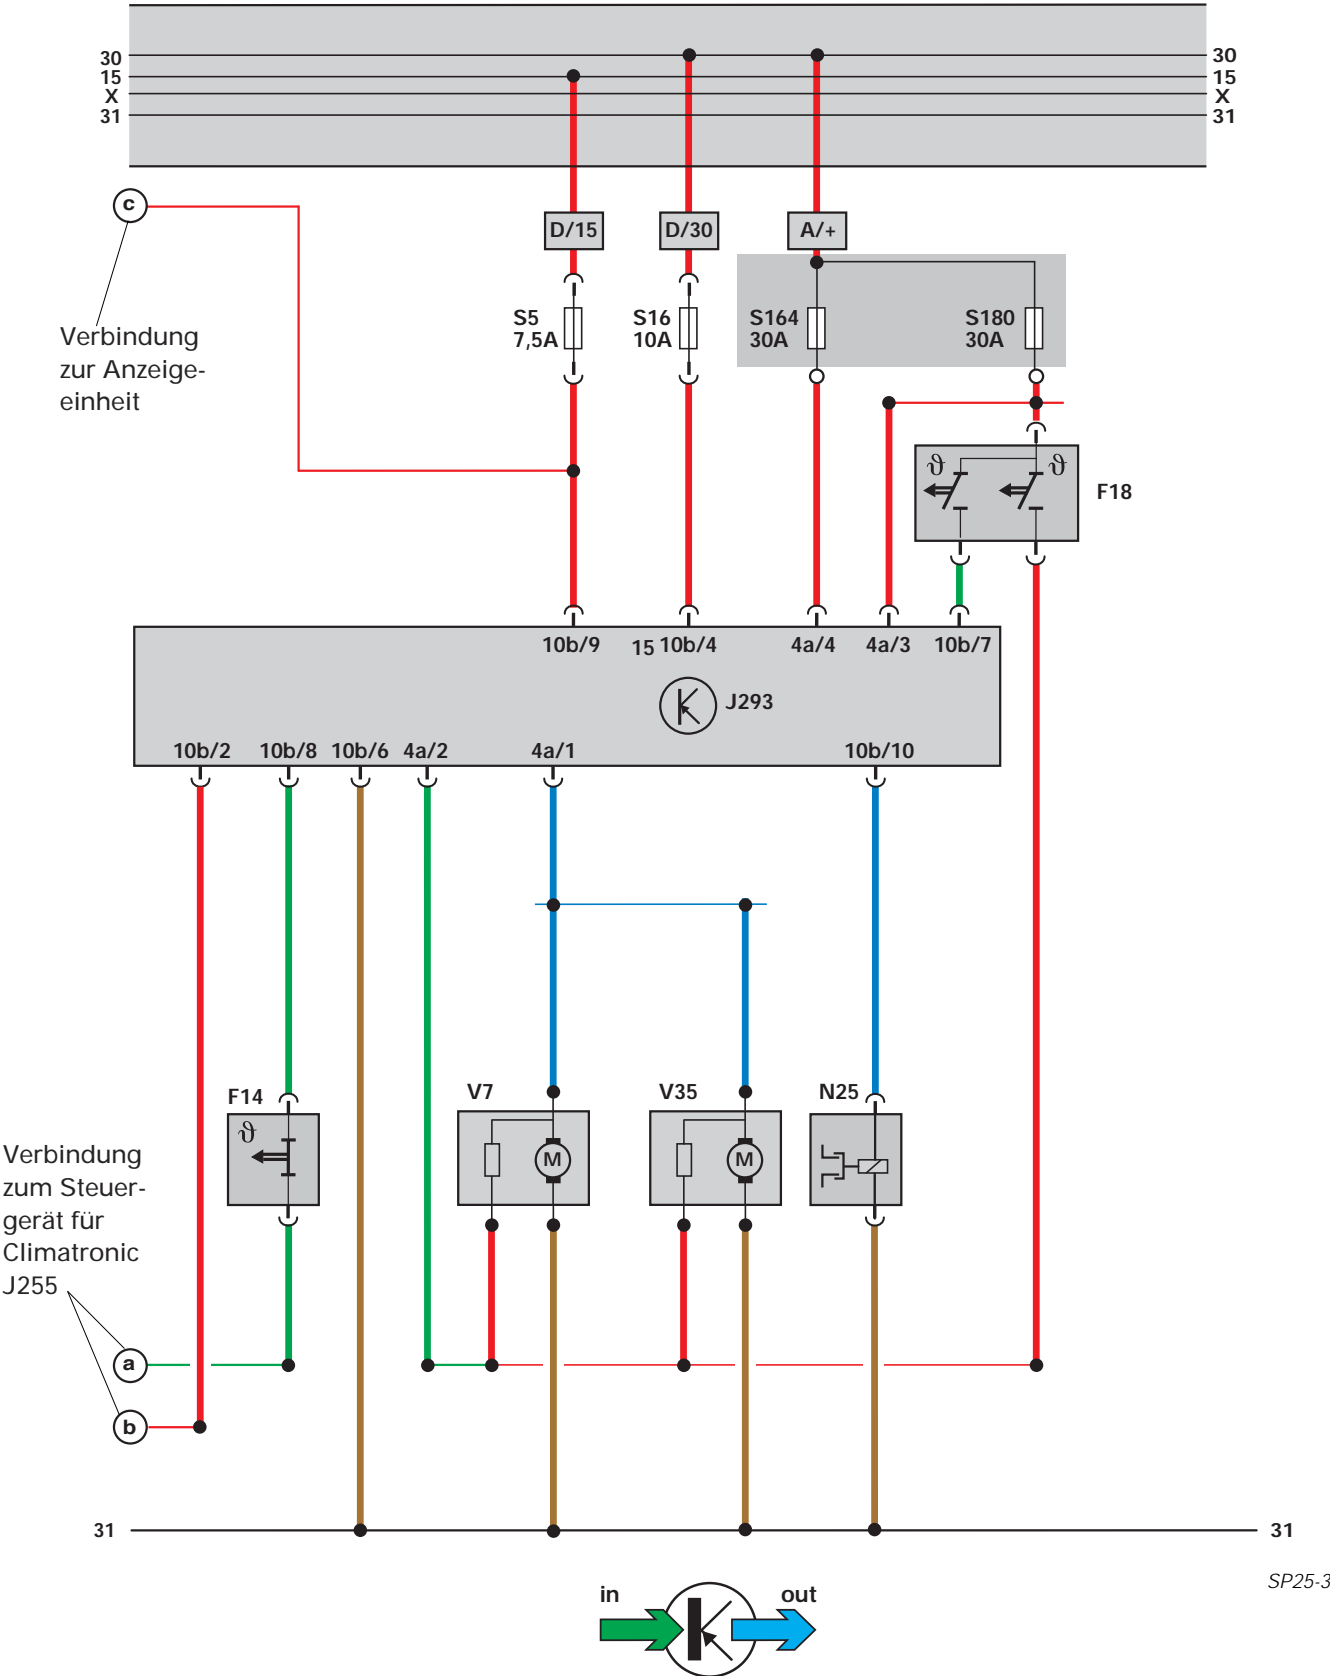 30 30
15 15
X X
31 31
c
D/15 D/30 A/+
Verbindung
zur Anzeige-
einheit
S5
7,5A
S16
10A
S164
30A
S180
30A
ϑ ϑ
F18
10b/9 15 10b/4 4a/4 4a/3 10b/7
J293
10b/2 10b/8 10b/6 4a/2 4a/1 10b/10
F14 V7 V35 N25
ϑ
M M
Verbindung
zum Steuer-
gerät für
Climatronic
J255
a
b
31 31
SP25-3
in out